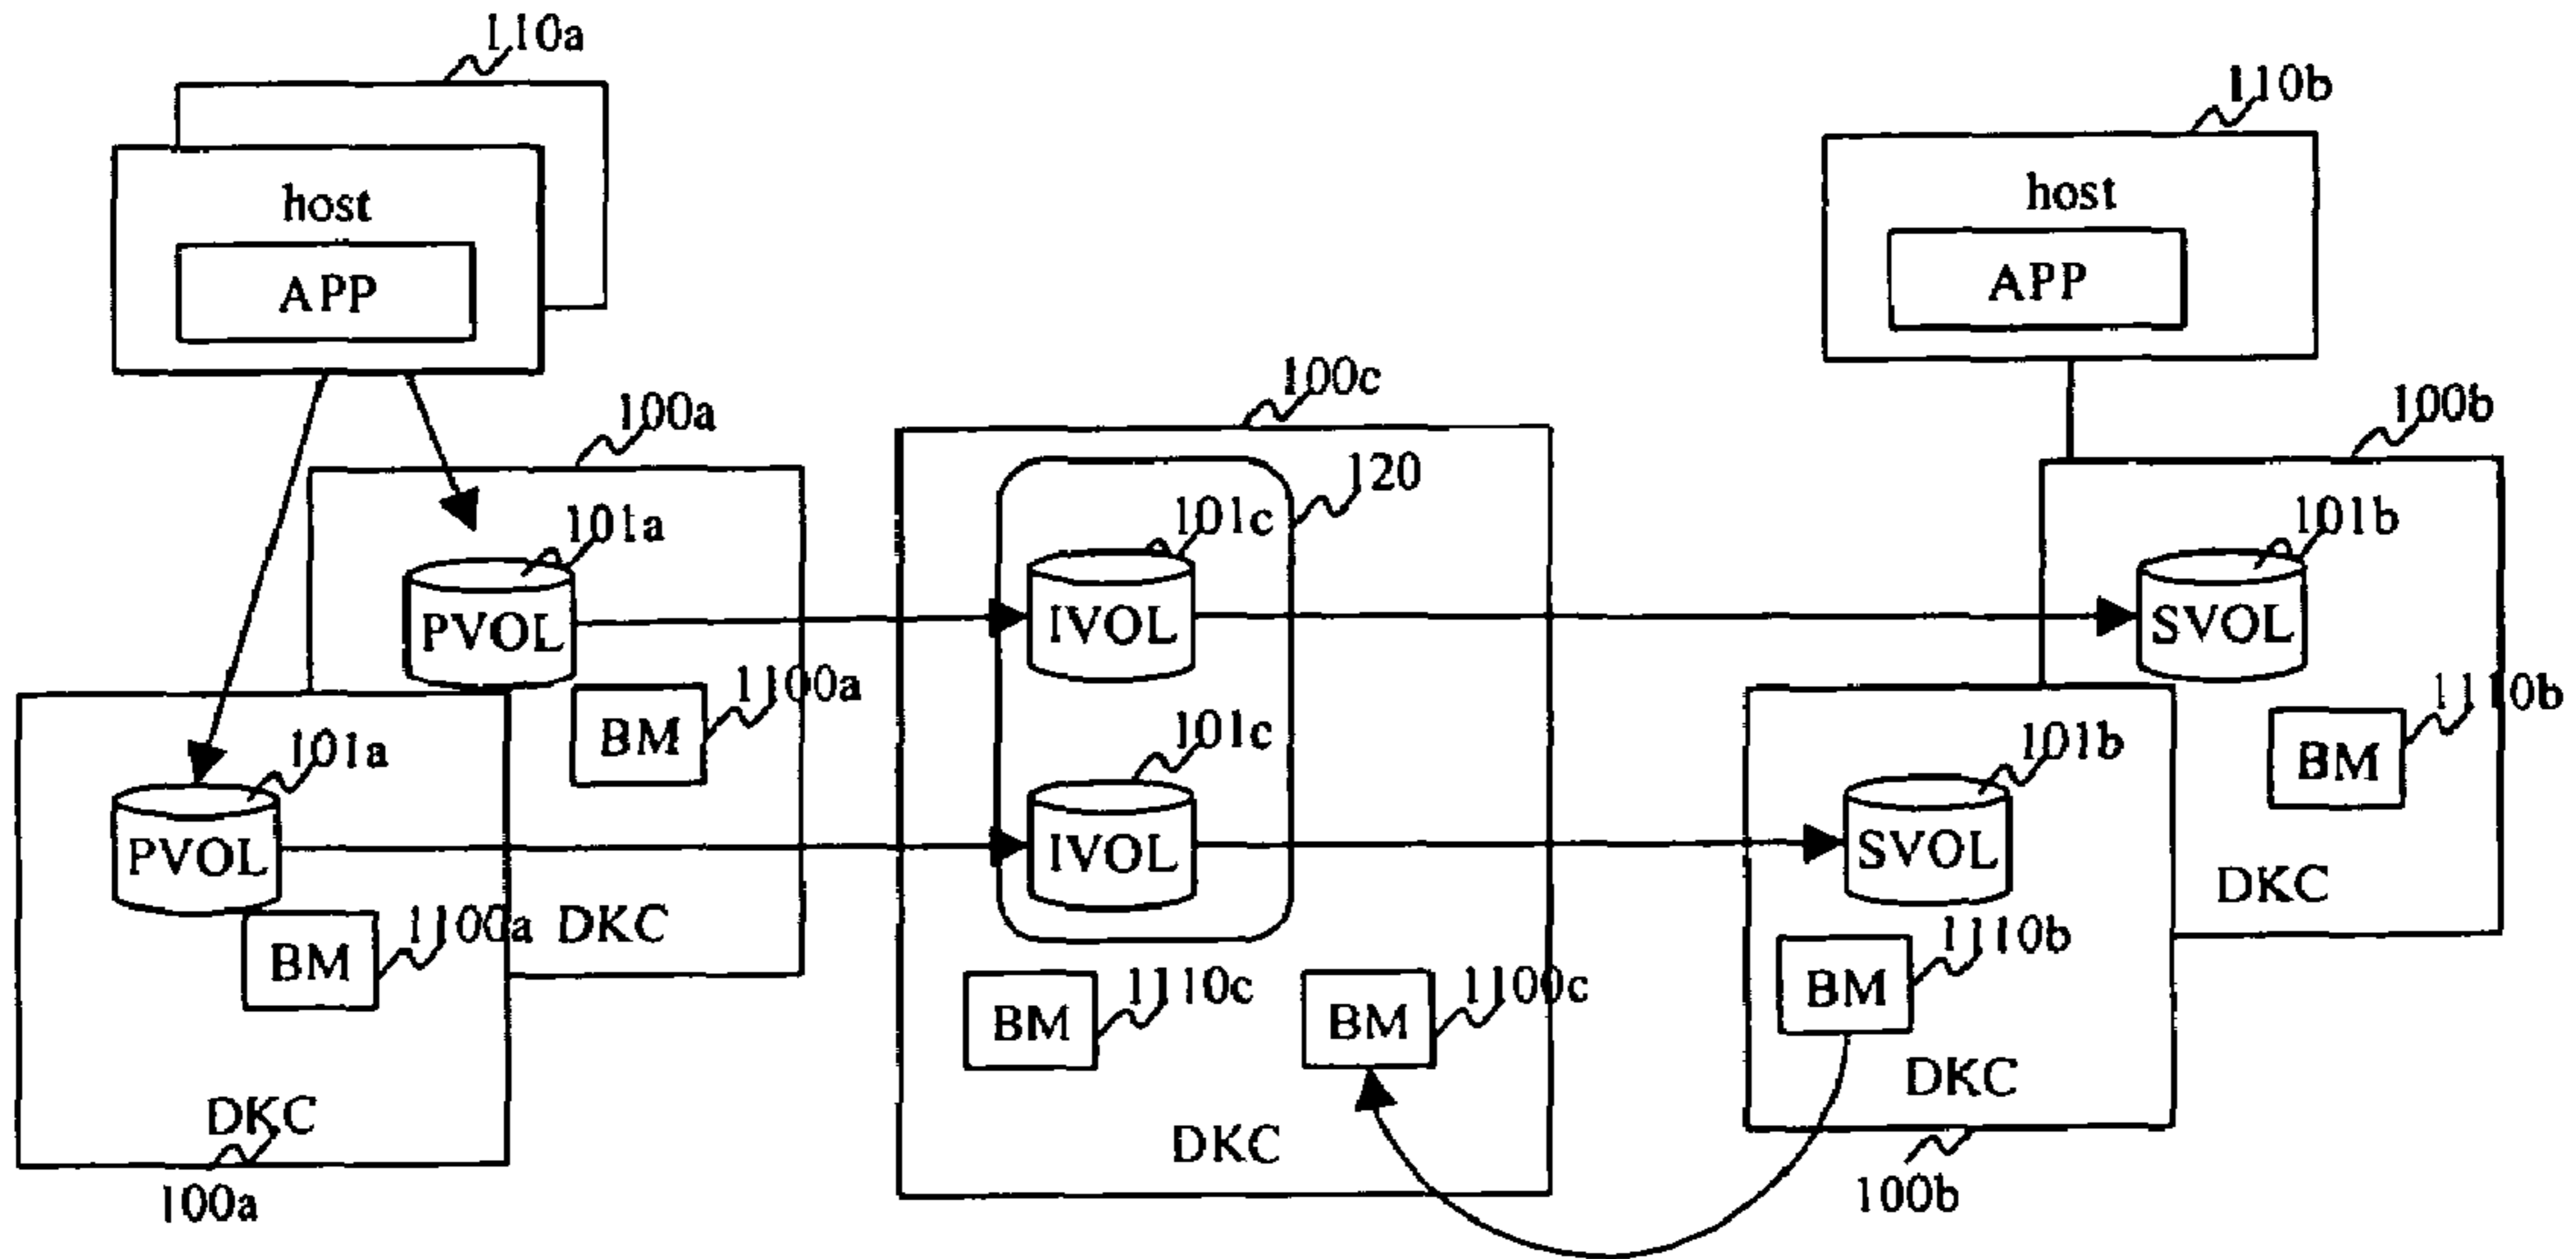 110a
110b
host
host
APP
APP
100c
100a
100b
120
101c
101b
101a
IVOL
SVOL
PVOL
1100a
1110b
101c
101b
101a
BM
BM
PVOL
IVOL
SVOL
DKC
1100a
DKC
1110b
BM
1110c
1100c
BM
BM
BM
DKC
DKC
DKC
100a
100b